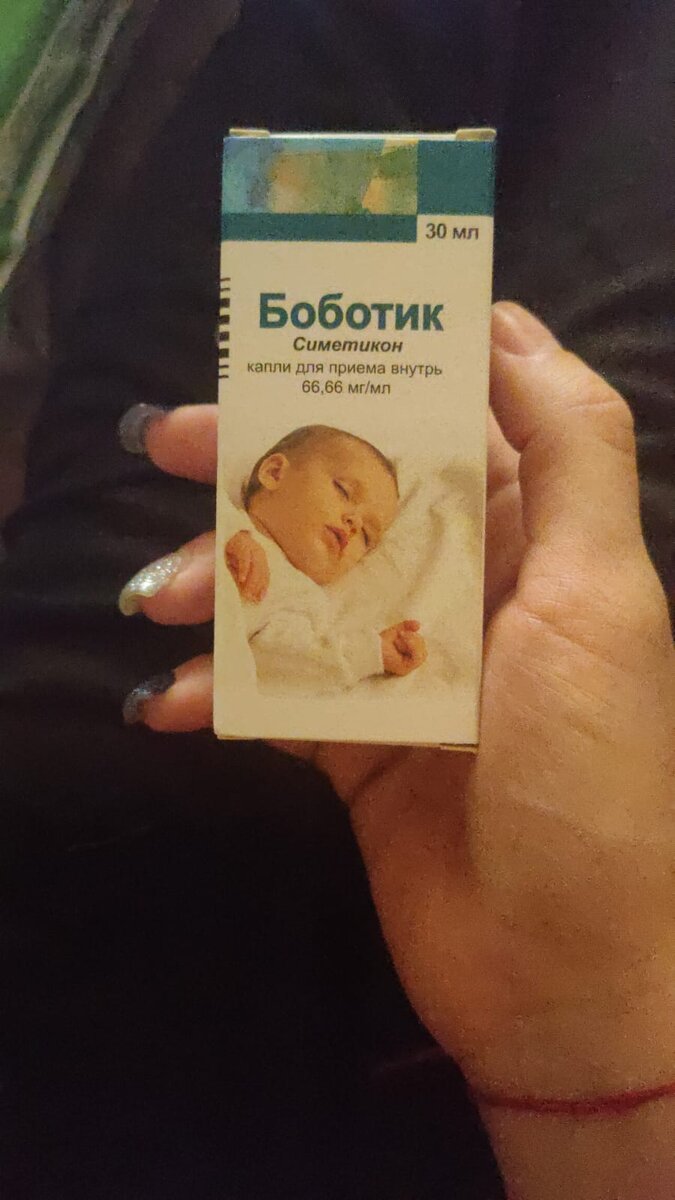 30 мл
Боботик
Симетикон
капли для приема внутрь
66,66 мг/мл